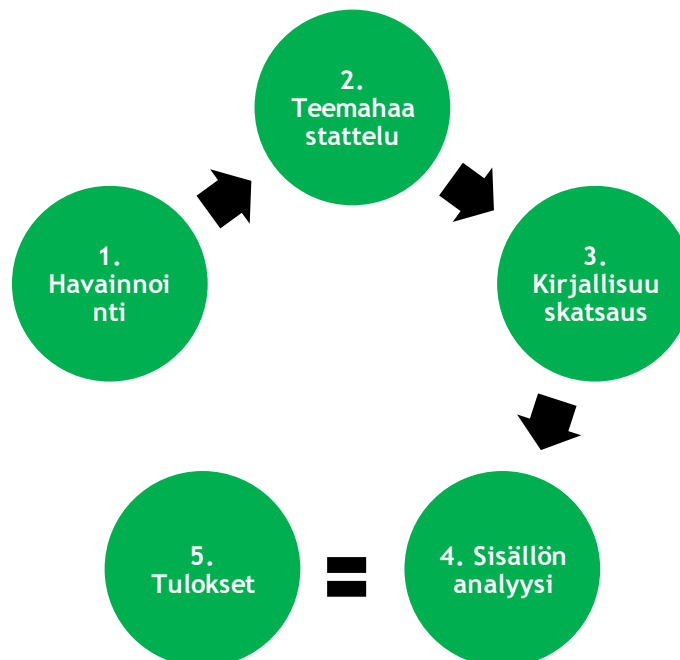 1.
Havainnoi
nti
2.
Teemahaa
stattelu
3.
Kirjallisuu
skatsaus
4. Sisällön
analyysi
5.
Tulokset